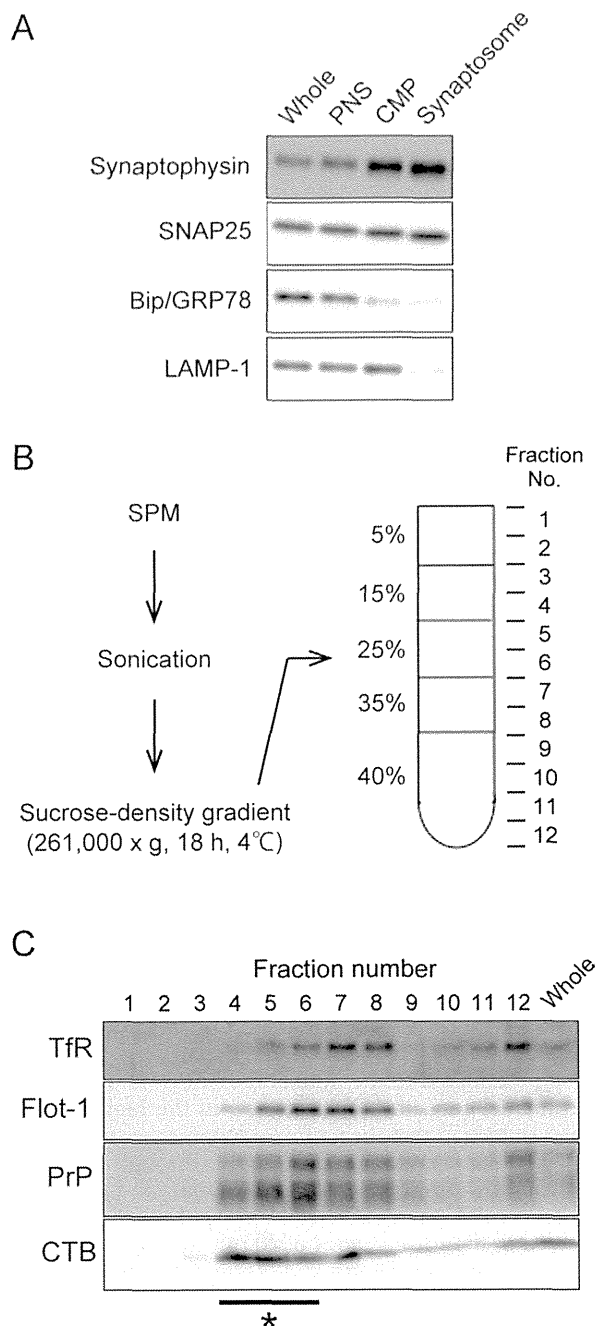 A
Whole PNS CMP Synaptosome
Synaptophysin
SNAP25
Bip/GRP78
LAMP-1
B
SPM
Sonication
Sucrose-density gradient
(261,000 x g, 18 h, 4℃)
Fraction
No.
5%
15%
25%
35%
40%
1
2
3
4
5
6
7
8
9
10
11
12
C
Fraction number
1 2 3 4 5 6 7 8 9 10 11 12 Whole
TfR
Flot-1
PrP
CTB
*